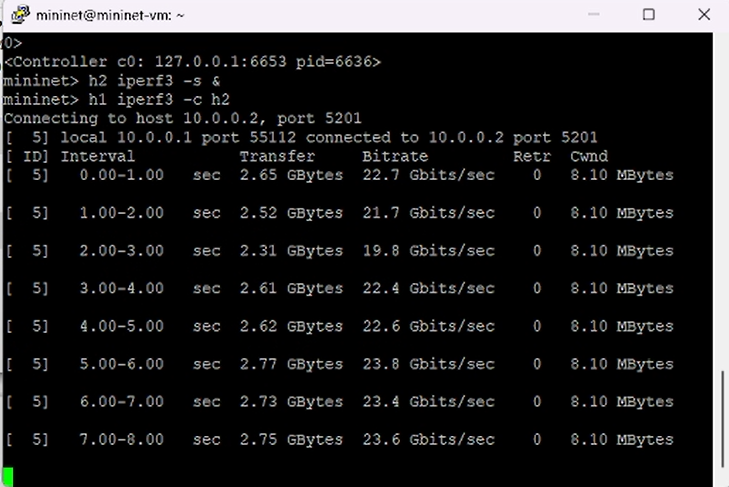 mininet@mininet-vm: ~
0>
<Controller c0: 127.0.0.1:6653 pid=6636>
mininet> h2 iperf3 -s &
mininet> h1 iperf3 -c h2
Connecting to host 10.0.0.2, port 5201
[  5] local 10.0.0.1 port 55112 connected to 10.0.0.2 port 5201
[ ID] Interval           Transfer     Bitrate         Retr  Cwnd
[  5]   0.00-1.00   sec  2.65 GBytes  22.7 Gbits/sec    0   8.10 MBytes
[  5]   1.00-2.00   sec  2.52 GBytes  21.7 Gbits/sec    0   8.10 MBytes
[  5]   2.00-3.00   sec  2.31 GBytes  19.8 Gbits/sec    0   8.10 MBytes
[  5]   3.00-4.00   sec  2.61 GBytes  22.4 Gbits/sec    0   8.10 MBytes
[  5]   4.00-5.00   sec  2.62 GBytes  22.6 Gbits/sec    0   8.10 MBytes
[  5]   5.00-6.00   sec  2.77 GBytes  23.8 Gbits/sec    0   8.10 MBytes
[  5]   6.00-7.00   sec  2.73 GBytes  23.4 Gbits/sec    0   8.10 MBytes
[  5]   7.00-8.00   sec  2.75 GBytes  23.6 Gbits/sec    0   8.10 MBytes